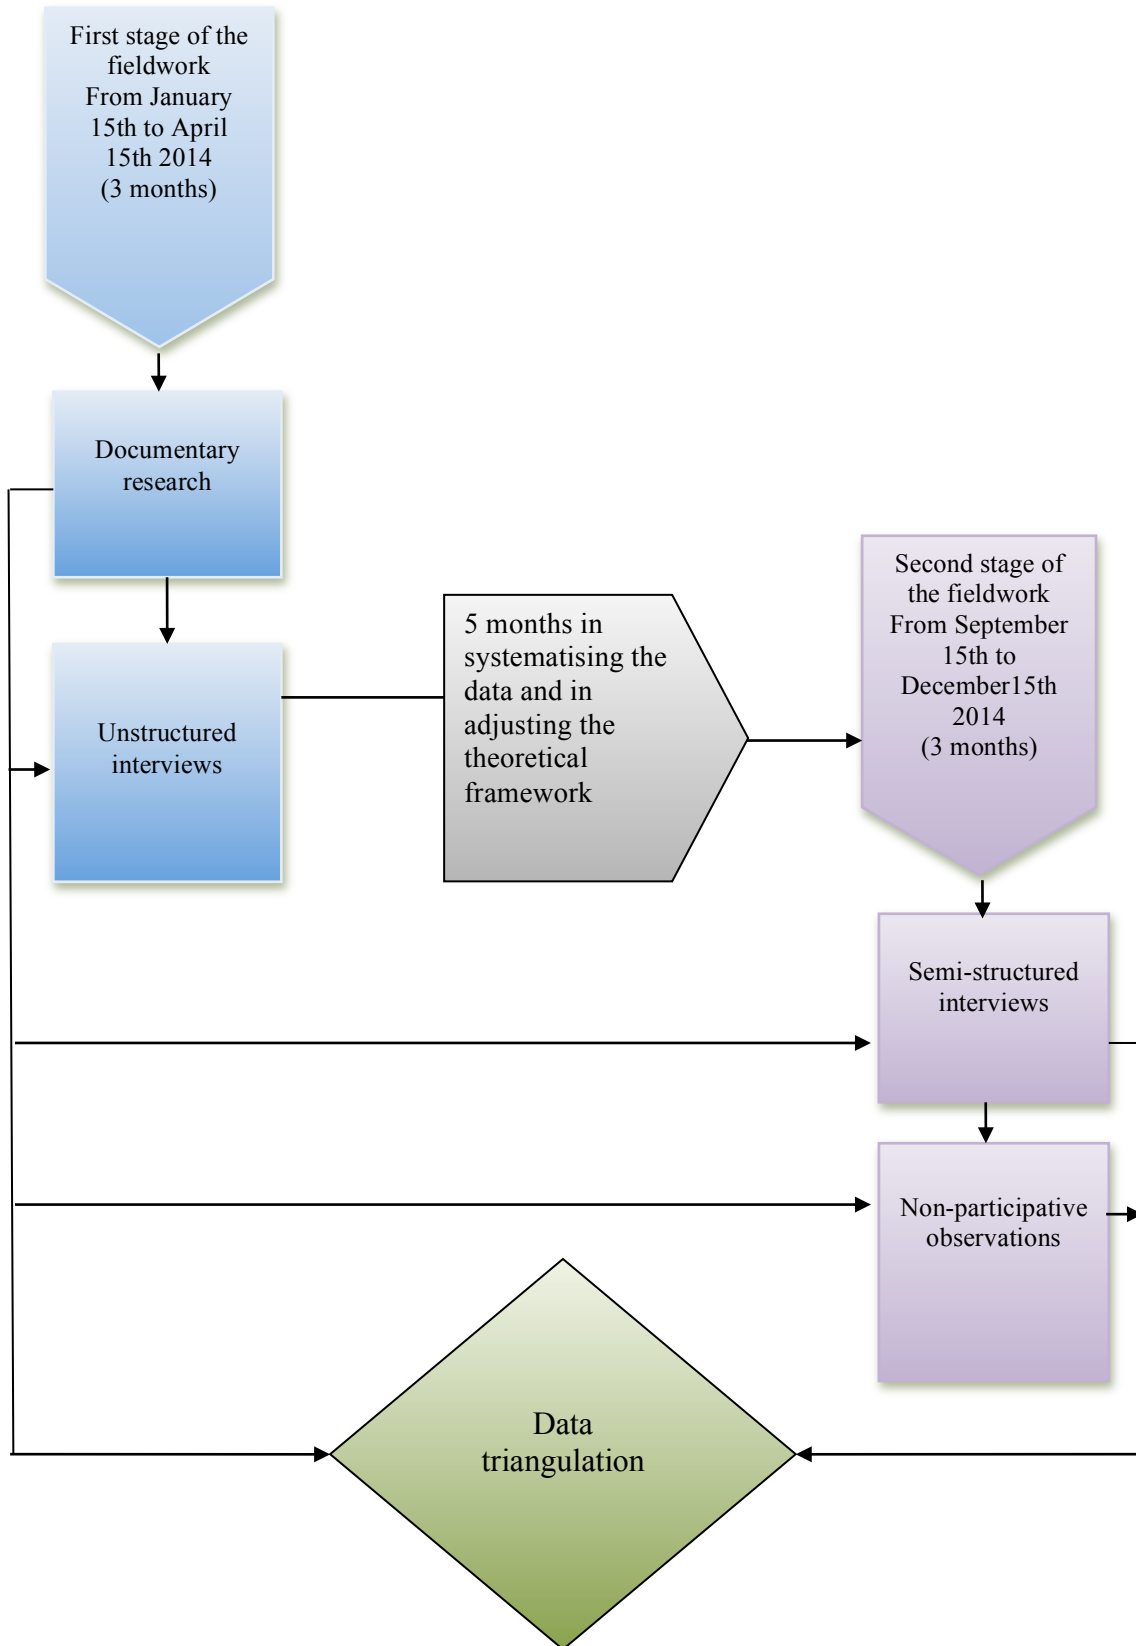 First stage of the
fieldwork
From January
15th to April
15th 2014
(3 months)
Documentary
research
Unstructured
interviews
5 months in
systematising the
data and in
adjusting the
theoretical
framework
Second stage of
the fieldwork
From September
15th to
December15th
2014
(3 months)
Semi-structured
interviews
Non-participative
observations
Data
triangulation